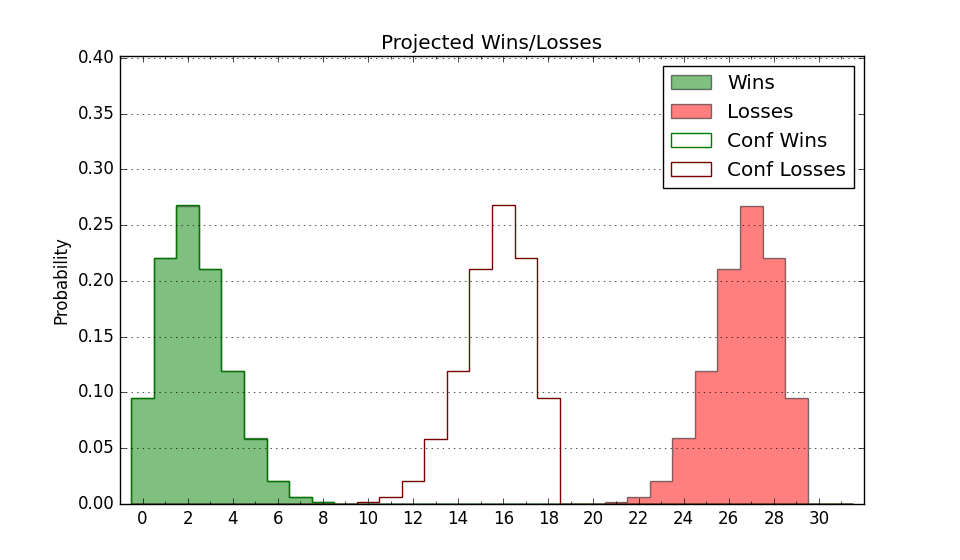 Projected Wins/Losses
0.40
0.35
0.30
0.25
0.20
0.15
0.10
0.05
0.00
Probability
Wins
Losses
Conf Wins
Conf Losses
0 2 4 6 8 10 12 14 16 18 20 22 24 26 28 30